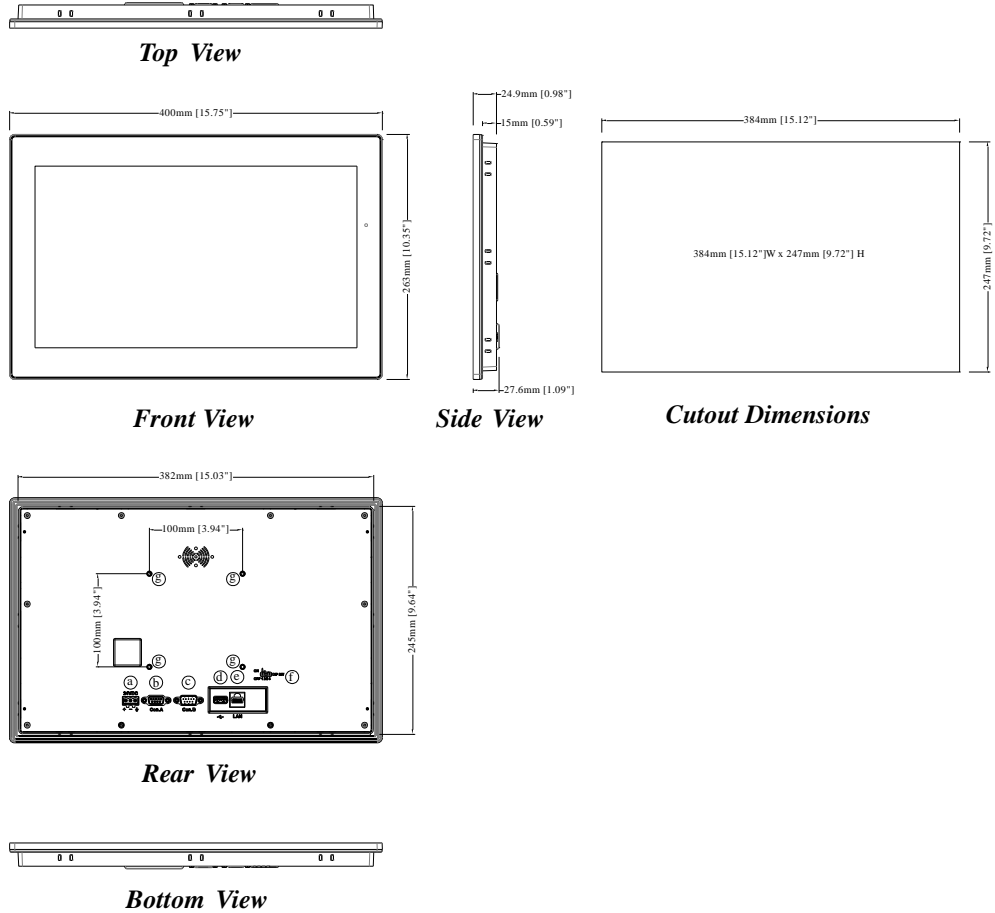 Top View
400mm [15.75"]
24.9mm [0.98"]
15mm [0.59"]
384mm [15.12"]
263mm [10.35"]
384mm [15.12"]W x 247mm [9.72"] H
247mm [9.72"]
27.6mm [1.09"]
Front View
Side View
Cutout Dimensions
382mm [15.03"]
100mm [3.94"]
g
g
100mm [3.94"]
245mm [9.64"]
g
g
a
b
c
d
e
f
24VDC
Com.A
Com.B
LAN
Rear View
Bottom View